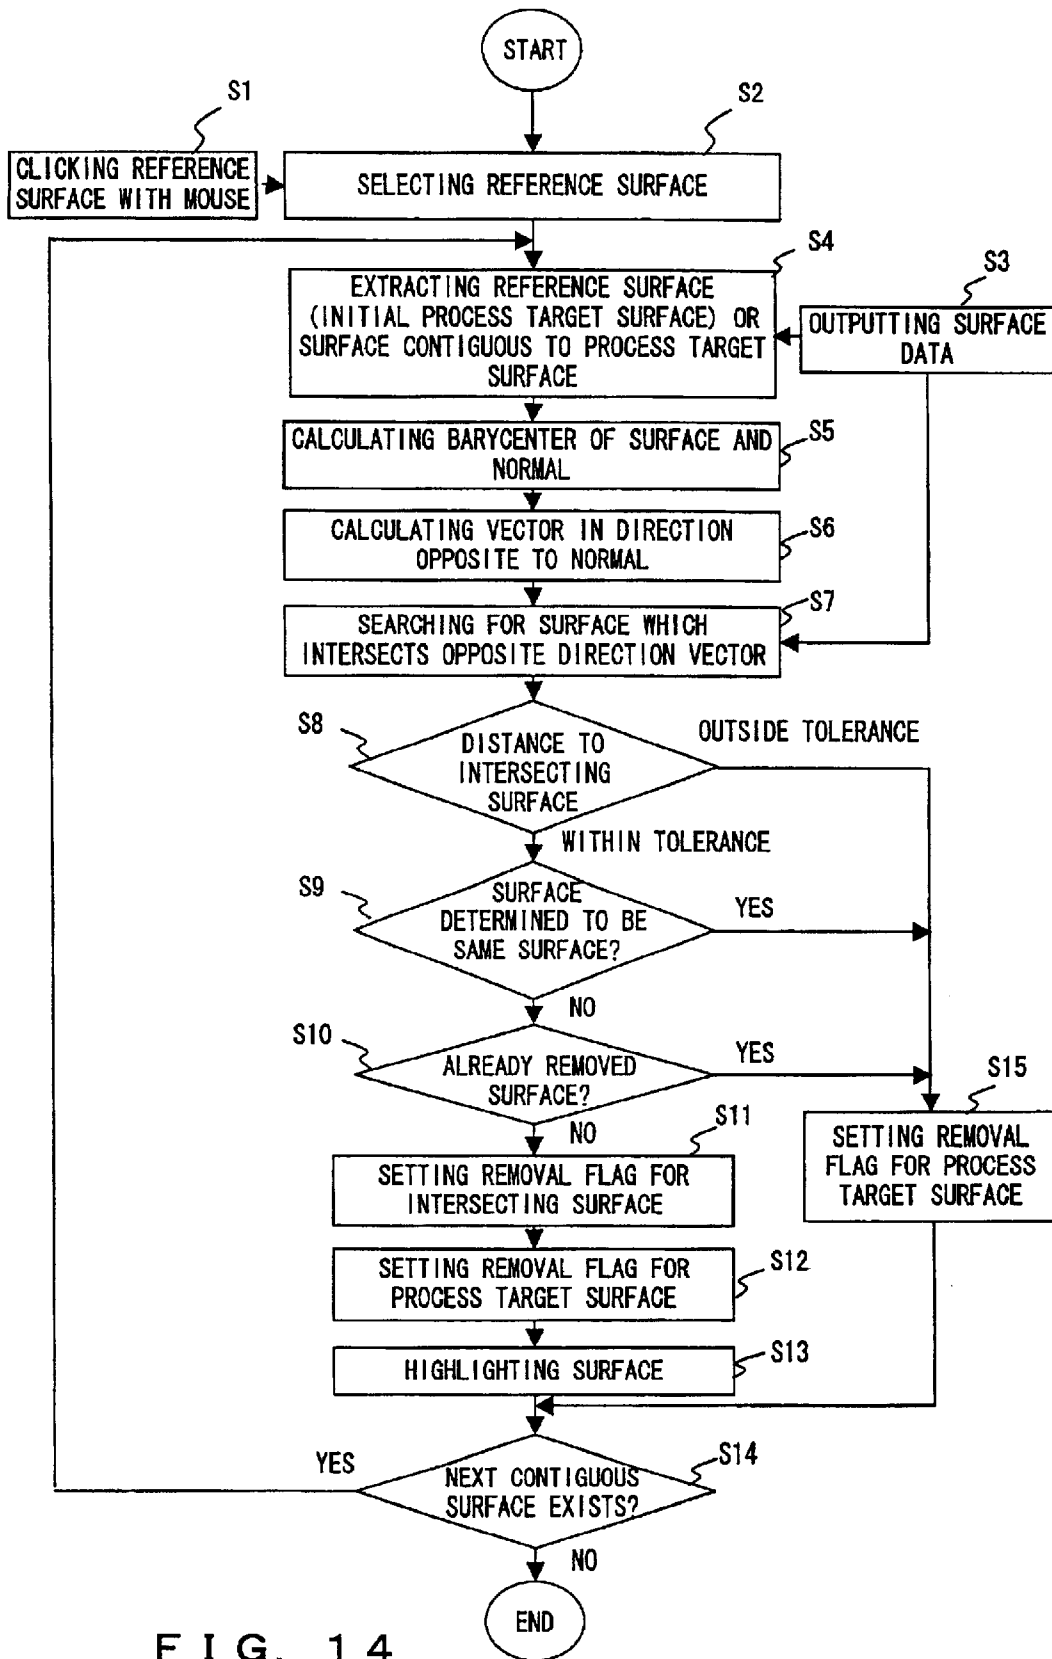 START
S1
S2
CLICKING REFERENCE
SURFACE WITH MOUSE
SELECTING REFERENCE SURFACE
S4
S3
EXTRACTING REFERENCE SURFACE
(INITIAL PROCESS TARGET SURFACE) OR
SURFACE CONTIGUOUS TO PROCESS TARGET
SURFACE
OUTPUTTING SURFACE
DATA
S5
CALCULATING BARYCENTER OF SURFACE AND
NORMAL
S6
CALCULATING VECTOR IN DIRECTION
OPPOSITE TO NORMAL
S7
SEARCHING FOR SURFACE WHICH
INTERSECTS OPPOSITE DIRECTION VECTOR
S8
OUTSIDE TOLERANCE
DISTANCE TO
INTERSECTING
SURFACE
WITHIN TOLERANCE
S9
SURFACE
DETERMINED TO BE
SAME SURFACE?
YES
NO
S10
ALREADY REMOVED
SURFACE?
YES
S15
NO
S11
SETTING REMOVAL FLAG FOR
INTERSECTING SURFACE
SETTING REMOVAL
FLAG FOR PROCESS
TARGET SURFACE
SETTING REMOVAL FLAG FOR
PROCESS TARGET SURFACE
S12
HIGHLIGHTING SURFACE
S13
YES
S14
NEXT CONTIGUOUS
SURFACE EXISTS?
NO
END
FIG. 14